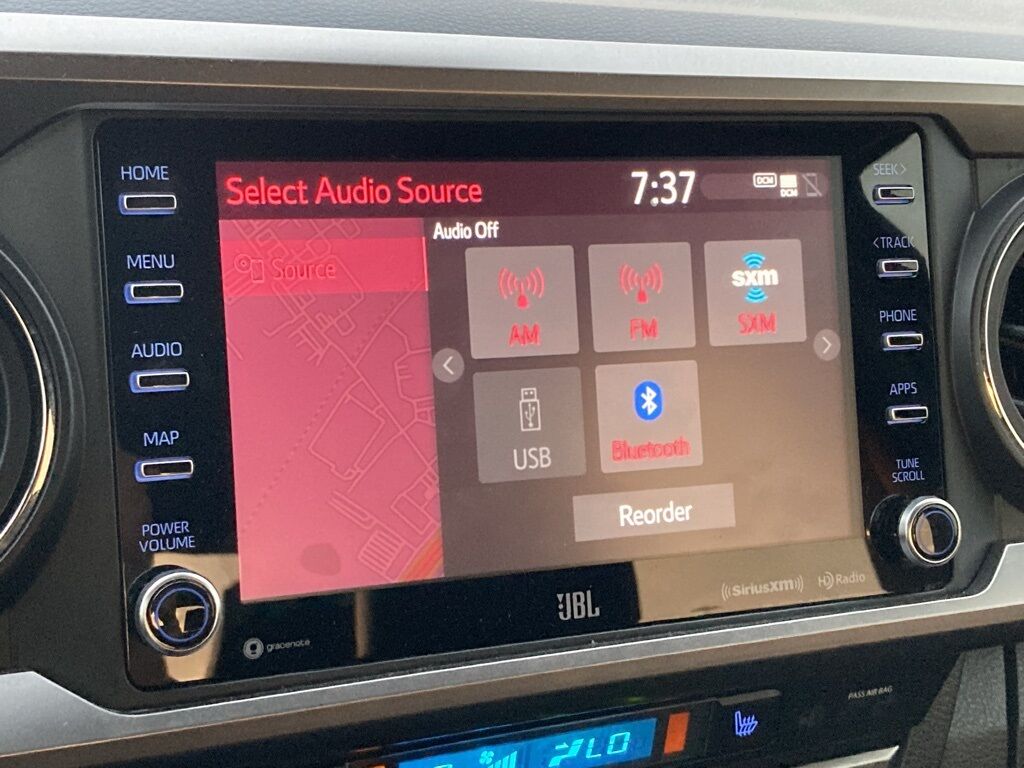 HOME
MENU
AUDIO
MAP
POWER
VOLUME
Select Audio Source
7:37
DCM
DCM
Source
Audio Off
AM
FM
sxm
SXM
USB
Bluetooth
Reorder
SEEK>
<TRACK
PHONE
APPS
TUNE
SCROLL
gracenote
JBL
((SiriusXM))
HD Radio
PASS AIR BAG
LO